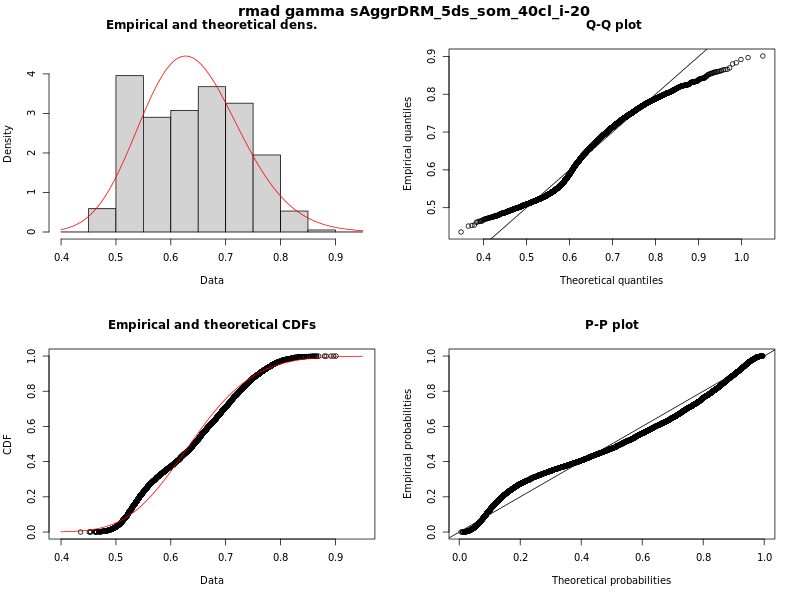 rmad gamma sAggrDRM_5ds_som_40cl_i-20
Empirical and theoretical dens.
Density
0 1 2 3 4
0.4 0.5 0.6 0.7 0.8 0.9
Data
Q-Q plot
Empirical quantiles
0.5 0.6 0.7 0.8 0.9
0.4 0.5 0.6 0.7 0.8 0.9 1.0
Theoretical quantiles
Empirical and theoretical CDFs
CDF
0.0 0.2 0.4 0.6 0.8 1.0
0.4 0.5 0.6 0.7 0.8 0.9
Data
P-P plot
Empirical probabilities
0.0 0.2 0.4 0.6 0.8 1.0
0.0 0.2 0.4 0.6 0.8 1.0
Theoretical probabilities